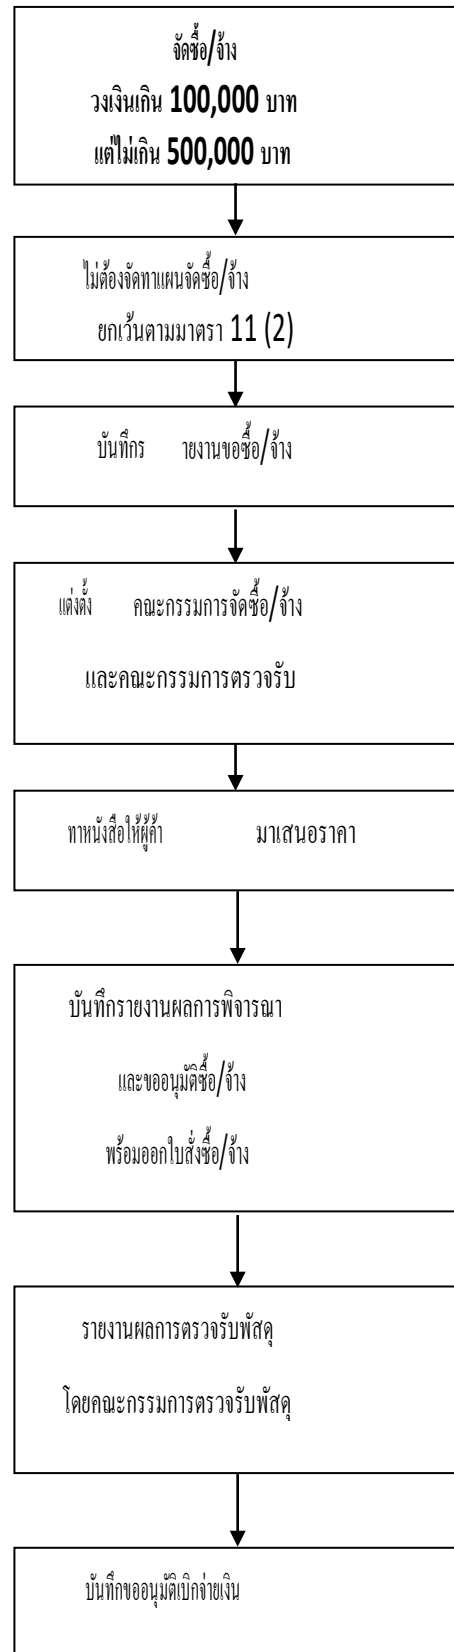 จัดซื้อ/จ้าง
วงเงินเกิน 100,000 บาท
แต่ไม่เกิน 500,000 บาท
ไม่ต้องจัดทาแผนจัดซื้อ/จ้าง
ยกเว้นตามมาตรา 11 (2)
บันทึกร ายงานขอซื้อ/จ้าง
แต่งตั้ง คณะกรรมการจัดซื้อ/จ้าง
และคณะกรรมการตรวจรับ
ทาหนังสือให้ผู้ค้า มาเสนอราคา
บันทึกรายงานผลการพิจารณา
และขออนุมัติซื้อ/จ้าง
พร้อมออกใบสั่งซื้อ/จ้าง
รายงานผลการตรวจรับพัสดุ
โดยคณะกรรมการตรวจรับพัสดุ
บันทึกขออนุมัติเบิกจ่ายเงิน